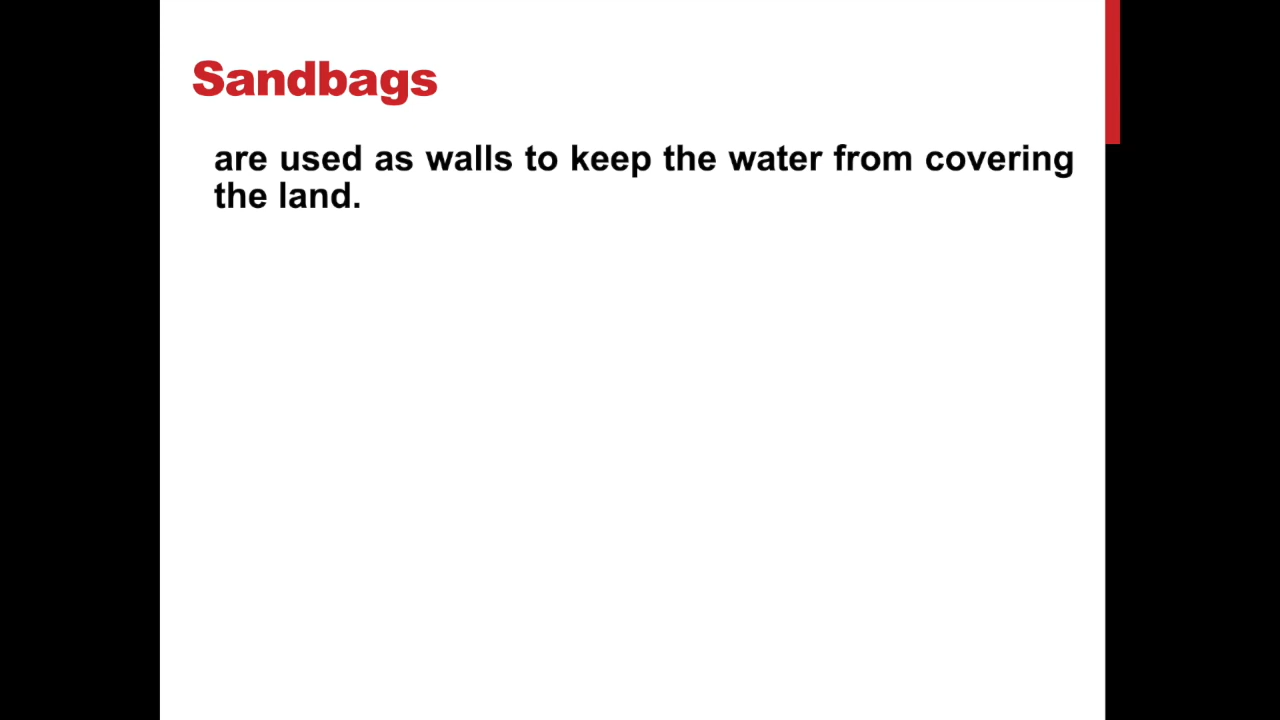 Sandbags
are used as walls to keep the water from covering
the land.